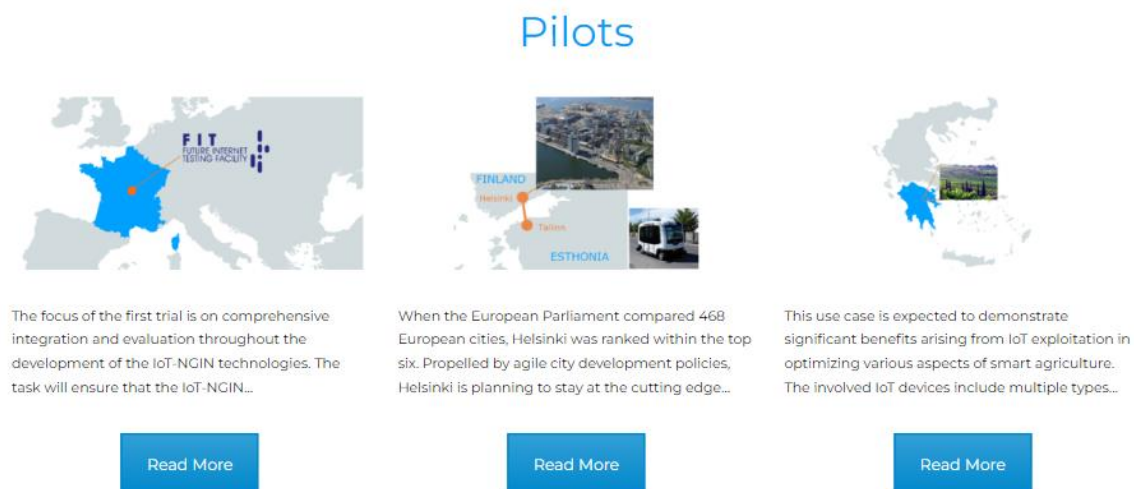 Pilots
FIT
FUTURE INTERNET
TESTING FACILITY
FINLAND
Helsinki
Tallinn
ESTHONIA
The focus of the first trial is on comprehensive
integration and evaluation throughout the
development of the IoT-NGIN technologies. The
task will ensure that the IoT-NGIN...
When the European Parliament compared 468
European cities, Helsinki was ranked within the top
six. Propelled by agile city development policies,
Helsinki is planning to stay at the cutting edge...
This use case is expected to demonstrate
significant benefits arising from IoT exploitation in
optimizing various aspects of smart agriculture.
The involved IoT devices include multiple types...
Read More
Read More
Read More